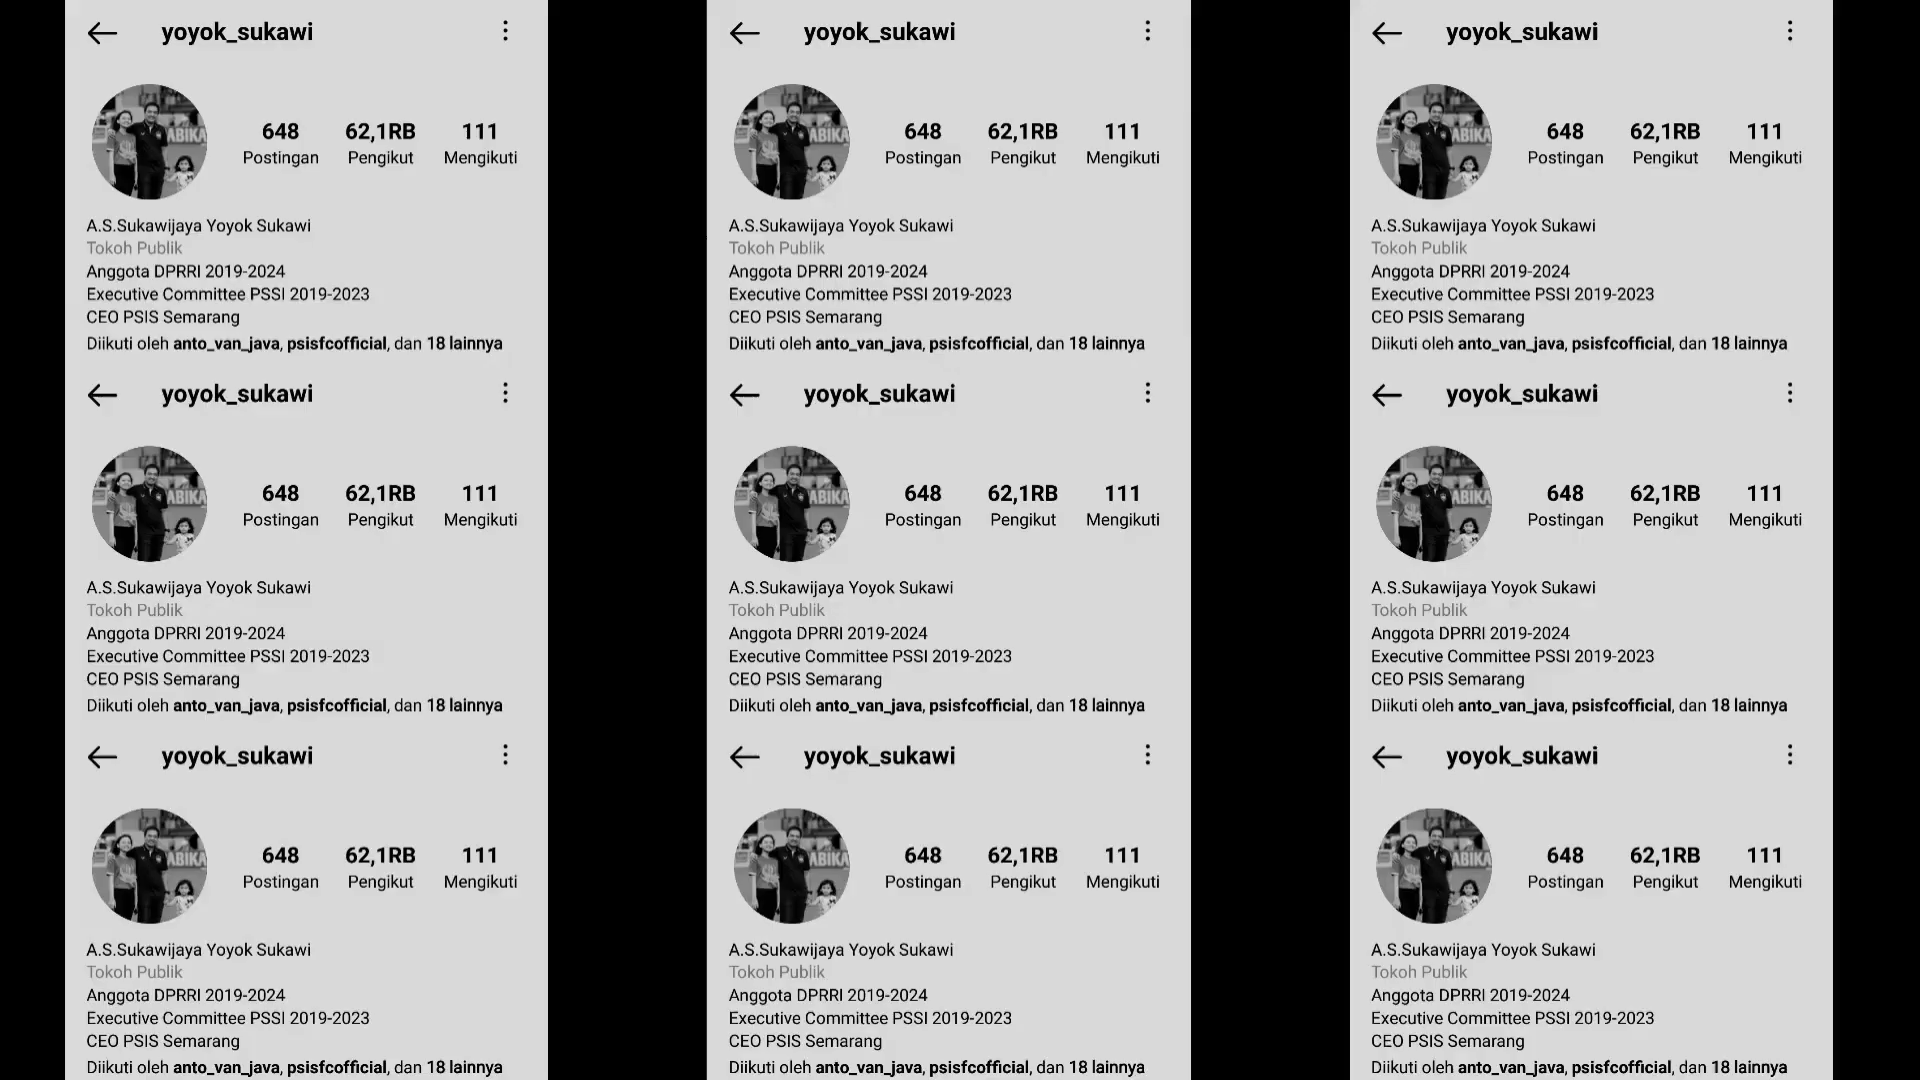 yoyok_sukawi
ABIKA
648 62,1RB 111
Postingan Pengikut Mengikuti
A.S.Sukawijaya Yoyok Sukawi
Tokoh Publik
Anggota DPRRI 2019-2024
Executive Committee PSSI 2019-2023
CEO PSIS Semarang
Diikuti oleh anto_van_java, psisfcofficial, dan 18 lainnya
yoyok_sukawi
ABIKA
648 62,1RB 111
Postingan Pengikut Mengikuti
A.S.Sukawijaya Yoyok Sukawi
Tokoh Publik
Anggota DPRRI 2019-2024
Executive Committee PSSI 2019-2023
CEO PSIS Semarang
Diikuti oleh anto_van_java, psisfcofficial, dan 18 lainnya
yoyok_sukawi
ABIKA
648 62,1RB 111
Postingan Pengikut Mengikuti
A.S.Sukawijaya Yoyok Sukawi
Tokoh Publik
Anggota DPRRI 2019-2024
Executive Committee PSSI 2019-2023
CEO PSIS Semarang
Diikuti oleh anto_van_java, psisfcofficial, dan 18 lainnya
yoyok_sukawi
ABIKA
648 62,1RB 111
Postingan Pengikut Mengikuti
A.S.Sukawijaya Yoyok Sukawi
Tokoh Publik
Anggota DPRRI 2019-2024
Executive Committee PSSI 2019-2023
CEO PSIS Semarang
Diikuti oleh anto_van_java, psisfcofficial, dan 18 lainnya
yoyok_sukawi
ABIKA
648 62,1RB 111
Postingan Pengikut Mengikuti
A.S.Sukawijaya Yoyok Sukawi
Tokoh Publik
Anggota DPRRI 2019-2024
Executive Committee PSSI 2019-2023
CEO PSIS Semarang
Diikuti oleh anto_van_java, psisfcofficial, dan 18 lainnya
yoyok_sukawi
ABIKA
648 62,1RB 111
Postingan Pengikut Mengikuti
A.S.Sukawijaya Yoyok Sukawi
Tokoh Publik
Anggota DPRRI 2019-2024
Executive Committee PSSI 2019-2023
CEO PSIS Semarang
Diikuti oleh anto_van_java, psisfcofficial, dan 18 lainnya
yoyok_sukawi
ABIKA
648 62,1RB 111
Postingan Pengikut Mengikuti
A.S.Sukawijaya Yoyok Sukawi
Tokoh Publik
Anggota DPRRI 2019-2024
Executive Committee PSSI 2019-2023
CEO PSIS Semarang
Diikuti oleh anto_van_java, psisfcofficial, dan 18 lainnya
yoyok_sukawi
ABIKA
648 62,1RB 111
Postingan Pengikut Mengikuti
A.S.Sukawijaya Yoyok Sukawi
Tokoh Publik
Anggota DPRRI 2019-2024
Executive Committee PSSI 2019-2023
CEO PSIS Semarang
Diikuti oleh anto_van_java, psisfcofficial, dan 18 lainnya
yoyok_sukawi
ABIKA
648 62,1RB 111
Postingan Pengikut Mengikuti
A.S.Sukawijaya Yoyok Sukawi
Tokoh Publik
Anggota DPRRI 2019-2024
Executive Committee PSSI 2019-2023
CEO PSIS Semarang
Diikuti oleh anto_van_java, psisfcofficial, dan 18 lainnya